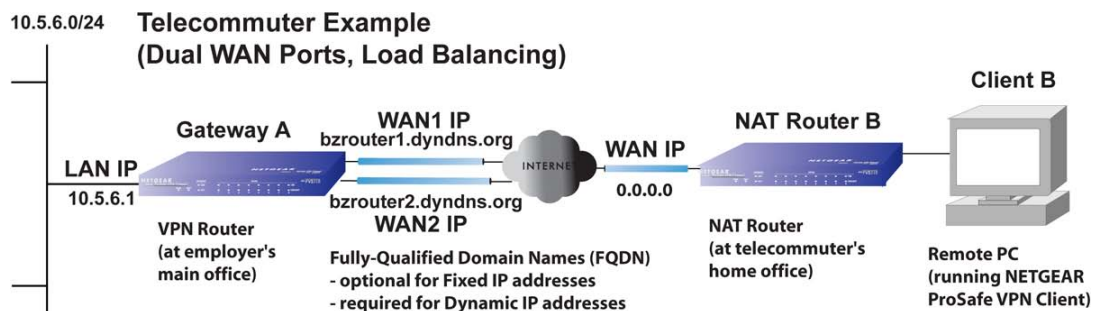 10.5.6.0/24
Telecommuter Example
(Dual WAN Ports, Load Balancing)
Client B
Gateway A
WAN1 IP
bzrouter1.dyndns.org
NAT Router B
LAN IP
10.5.6.1
NETGEAR
INTERNET
WAN IP
0.0.0.0
NETGEAR
bzrouter2.dyndns.org
WAN2 IP
VPN Router
(at employer's
main office)
Fully-Qualified Domain Names (FQDN)
- optional for Fixed IP addresses
- required for Dynamic IP addresses
NAT Router
(at telecommuter's
home office)
Remote PC
(running NETGEAR
ProSafe VPN Client)